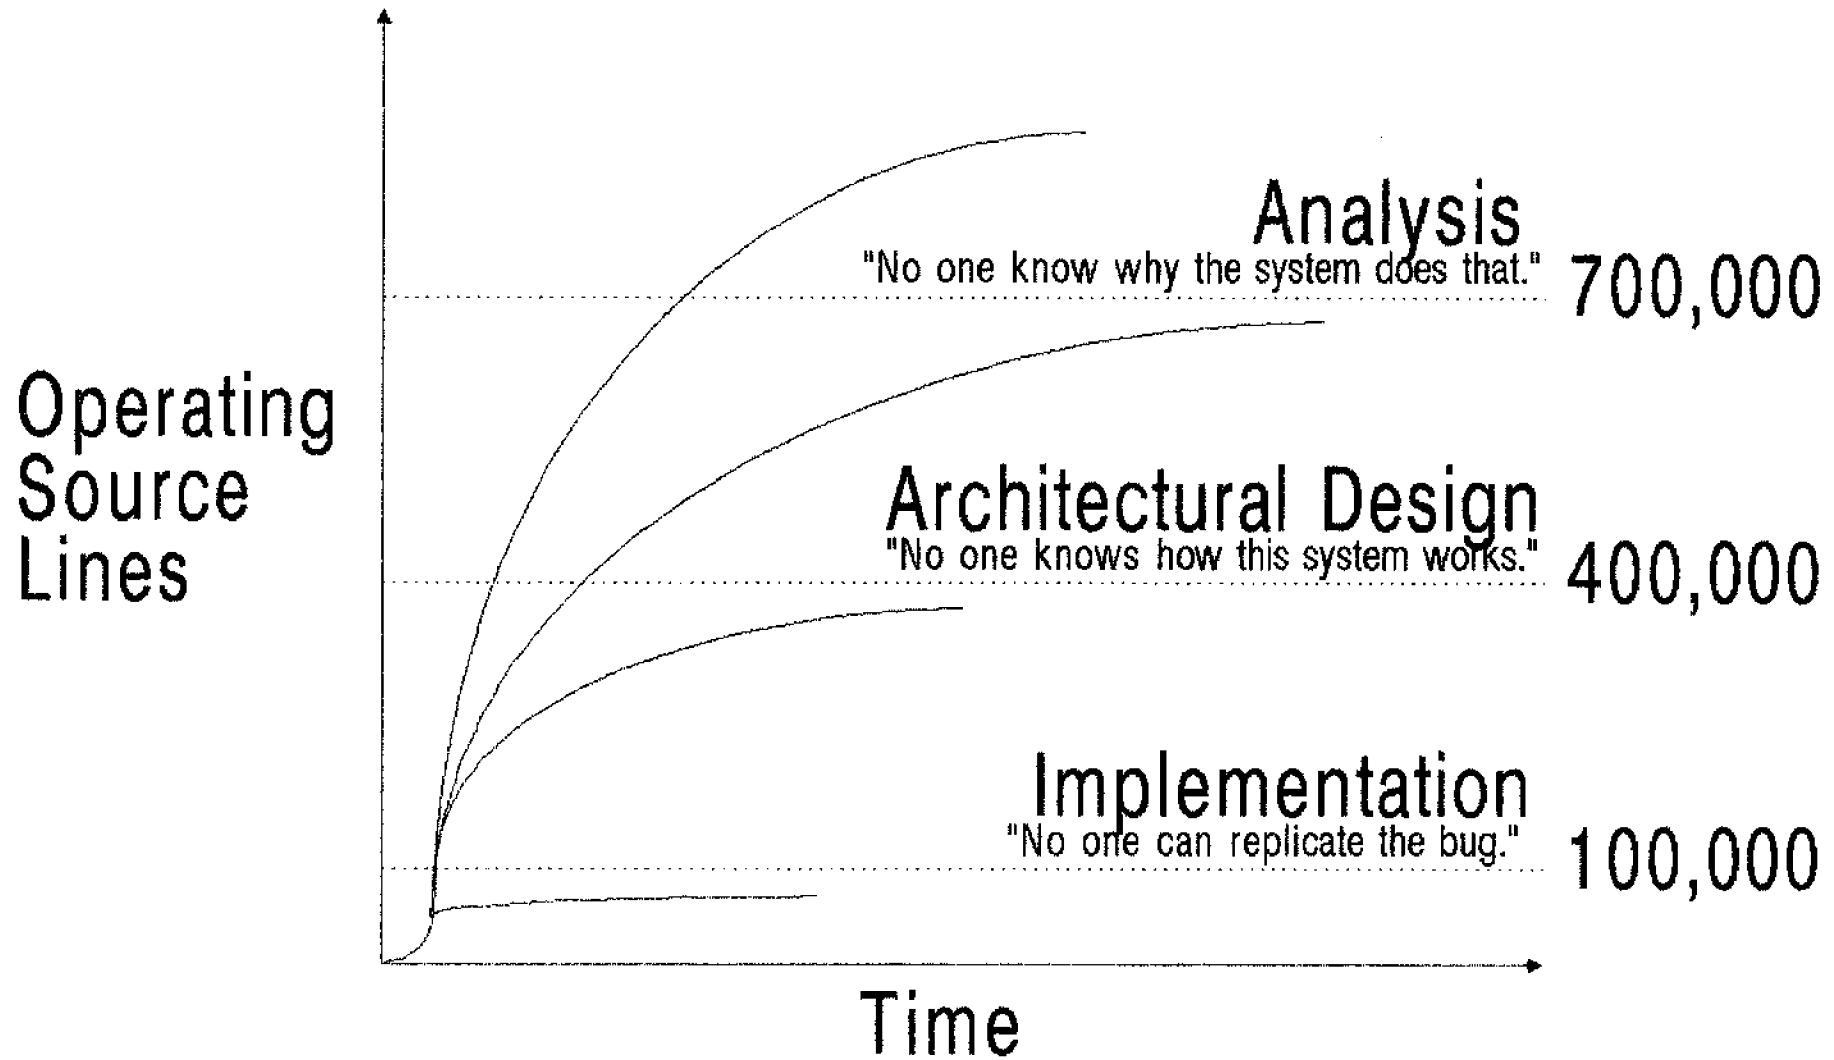 Analysis
"No one know why the system does that." 700,000
Operating
Source
Lines
Architectural Design
"No one knows how this system works." 400,000
Implementation
"No one can replicate the bug." 100,000
Time